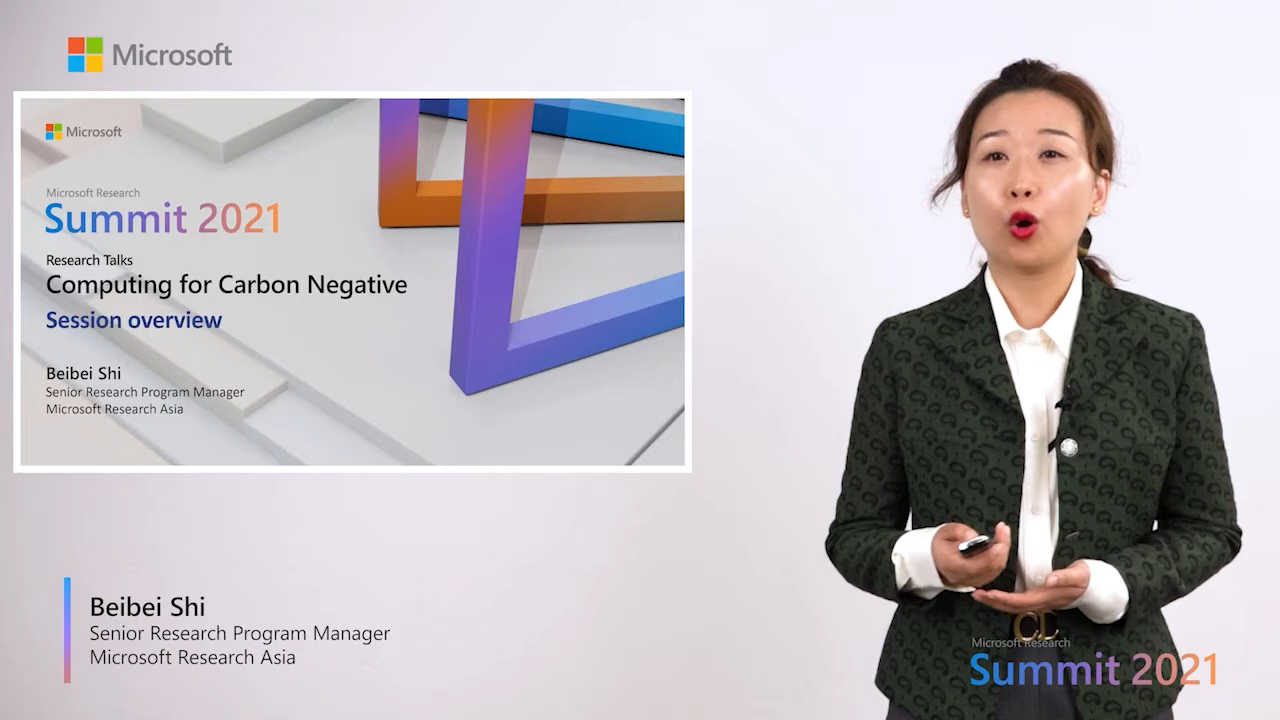 Microsoft
Microsoft
Microsoft Research
Summit 2021
Research Talks
Computing for Carbon Negative
Session overview
Beibei Shi
Senior Research Program Manager
Microsoft Research Asia
Beibei Shi
Senior Research Program Manager
Microsoft Research Asia
Microsoft Research
Summit 2021